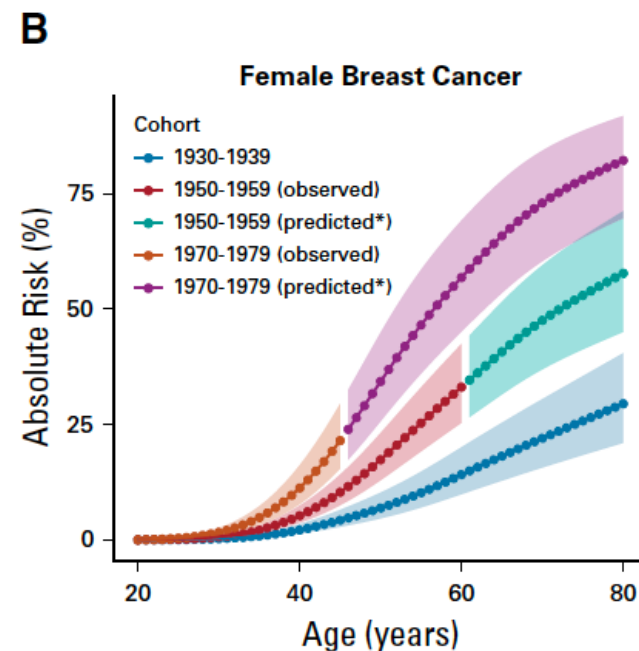 B
Female Breast Cancer
Cohort
1930-1939
1950-1959 (observed)
1950-1959 (predicted*)
1970-1979 (observed)
1970-1979 (predicted*)
Absolute Risk (%)
75
50
25
0
20 40 60 80
Age (years)